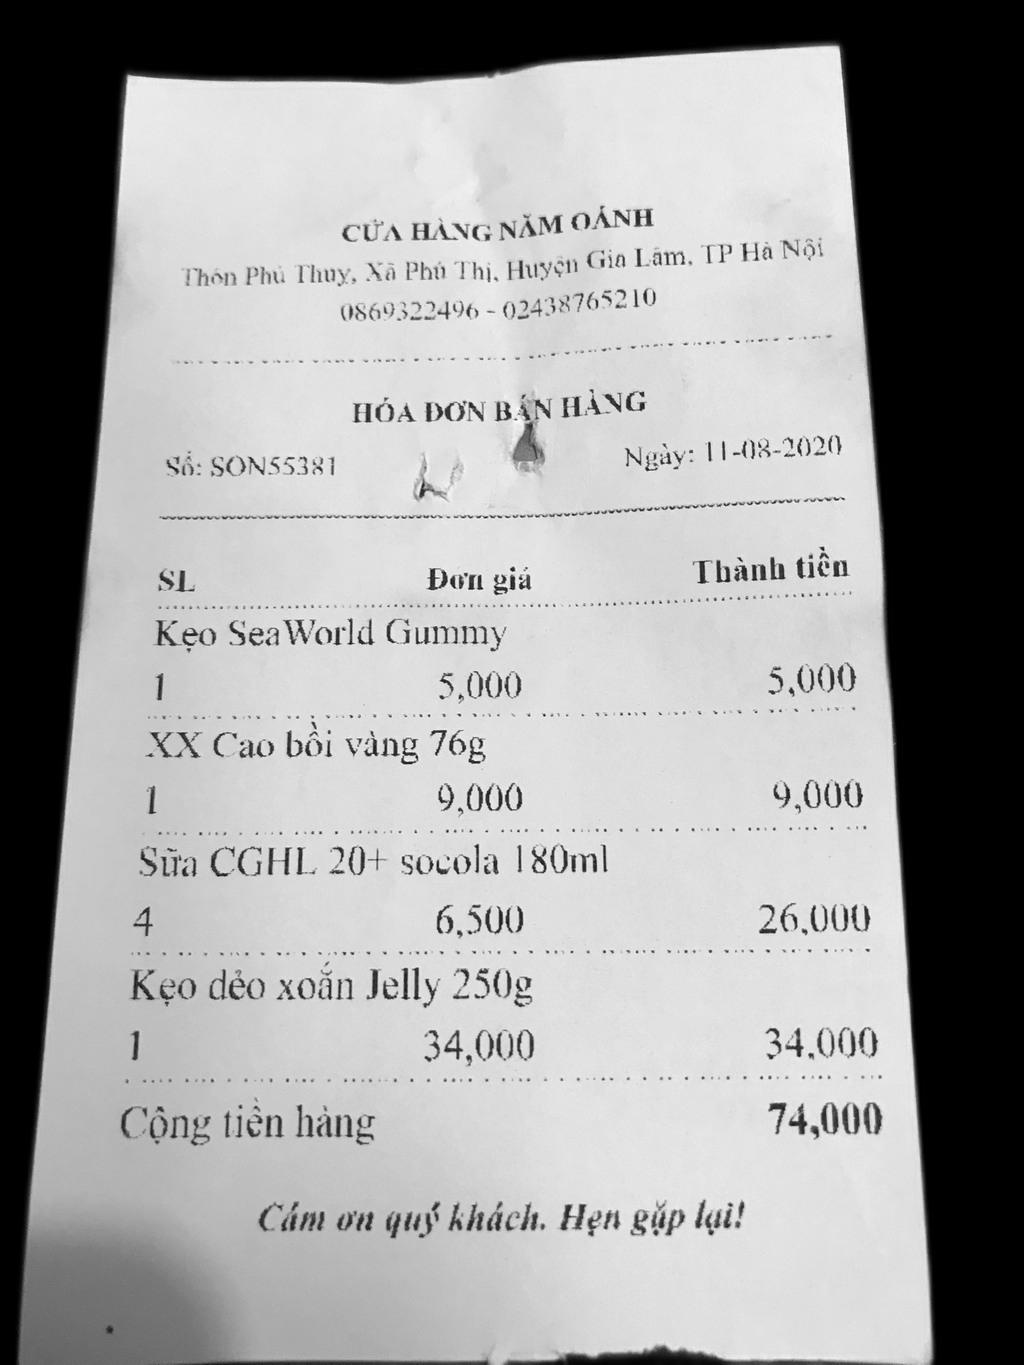 CỬA HÀNG NĂM OÁNH
Thôn Phú Thuỵ, Xã Phú Thị, Huyện Gia Lâm, TP Hà Nội
0869322496 - 02438765210
HÓA ĐƠN BÁN HÀNG
Số: SON55381 Ngày: 11-08-2020
SL Đơn giá Thành tiền
Kẹo SeaWorld Gummy
1 5,000 5,000
XX Cao bồi vàng 76g
1 9,000 9,000
Sữa CGHL 20+ socola 180ml
4 6,500 26,000
Kẹo dẻo xoắn Jelly 250g
1 34,000 34,000
Cộng tiền hàng 74,000
Cám ơn quý khách. Hẹn gặp lại!